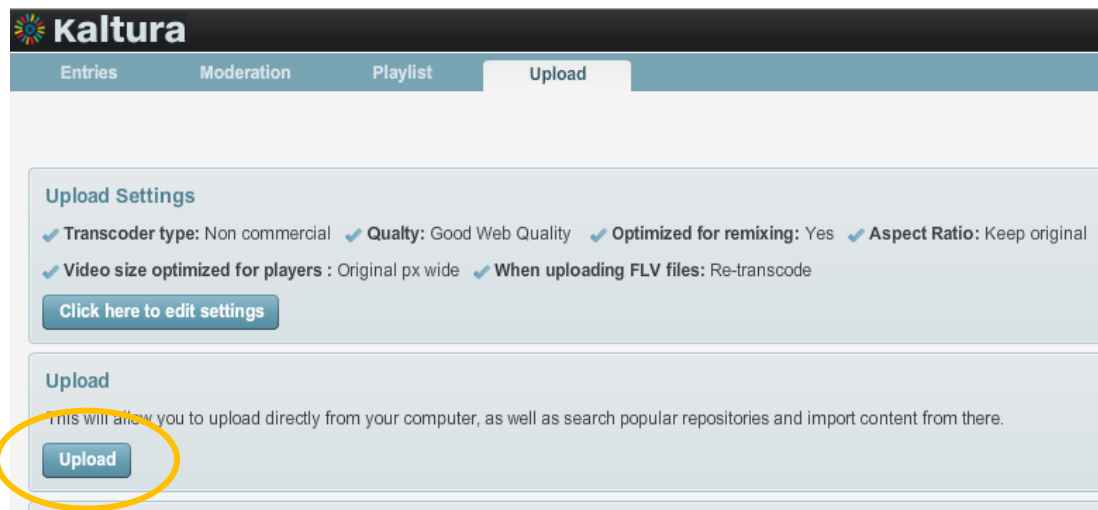 Kaltura
Entries Moderation Playlist Upload
Upload Settings
Transcoder type: Non commercial Qualty: Good Web Quality Optimized for remixing: Yes Aspect Ratio: Keep original
Video size optimized for players : Original px wide When uploading FLV files: Re-transcode
Click here to edit settings
Upload
This will allow you to upload directly from your computer, as well as search popular repositories and import content from there.
Upload